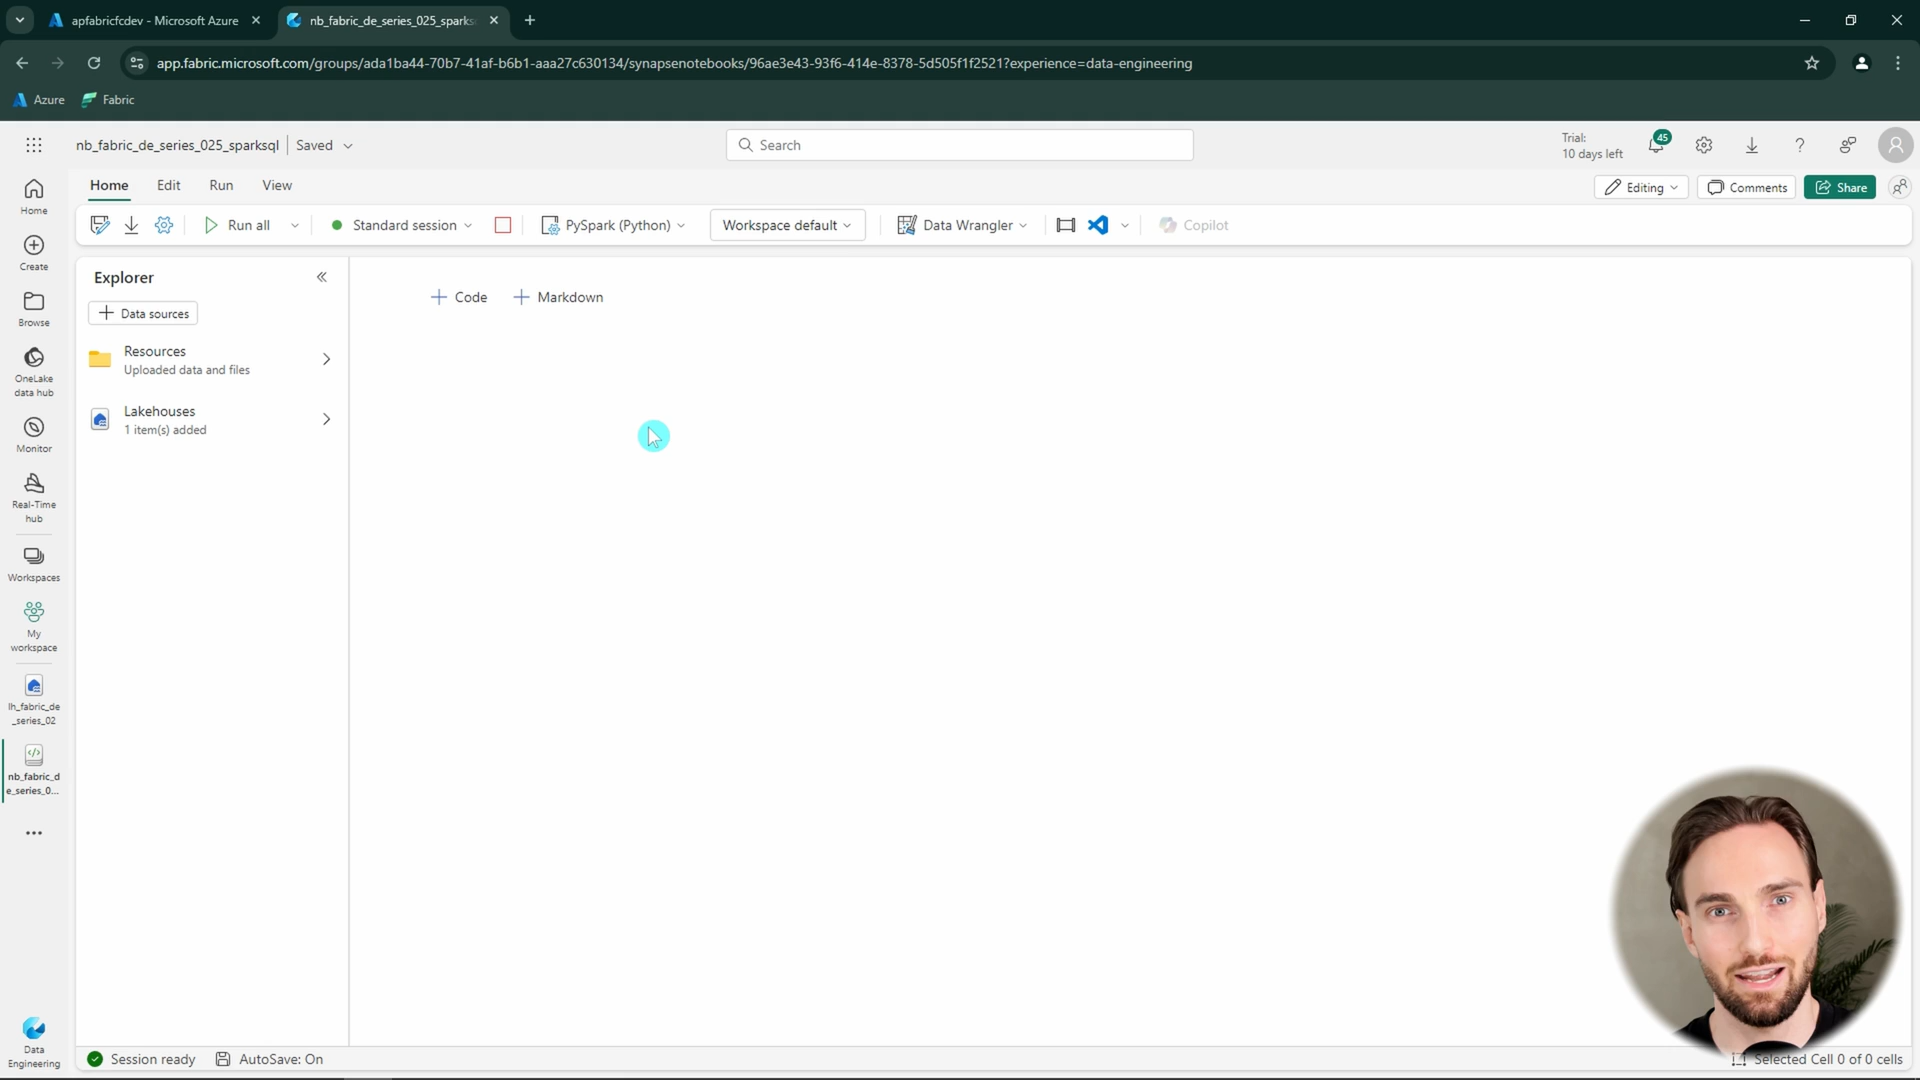 apfabricfcdev - Microsoft Azure
nb_fabric_de_series_025_sparks
app.fabric.microsoft.com/groups/ada1ba44-70b7-41af-b6b1-aaa27c630134/synapsenotebooks/96ae3e43-93f6-414e-8378-5d505f1f2521?experience=data-engineering
Azure
Fabric
nb_fabric_de_series_025_sparksql
Saved
Search
Trial:
10 days left
45
Home
Edit
Run
View
Editing
Comments
Share
Run all
Standard session
PySpark (Python)
Workspace default
Data Wrangler
Copilot
Home
Create
Browse
OneLake
data hub
Monitor
Real-Time
hub
Workspaces
My
workspace
lh_fabric_de
_series_02
nb_fabric_d
e_series_0...
Data
Engineering
Explorer
Data sources
Resources
Uploaded data and files
Lakehouses
1 item(s) added
Code
Markdown
Session ready
AutoSave: On
Selected Cell 0 of 0 cells